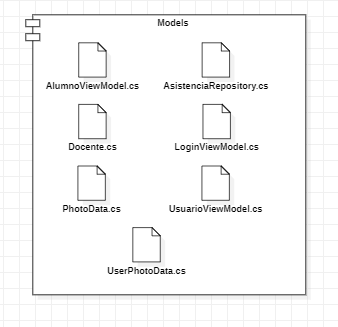 Models
AlumnoViewModel.cs
AsistenciaRepository.cs
Docente.cs
LoginViewModel.cs
PhotoData.cs
UsuarioViewModel.cs
UserPhotoData.cs